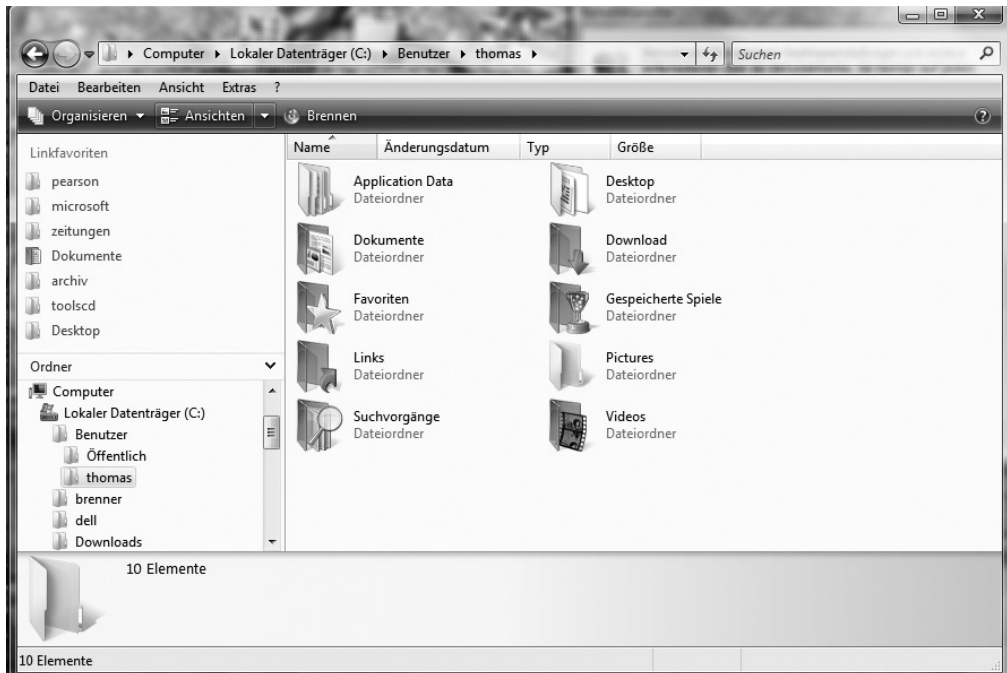 Computer Lokaler Datenträger (C:) Benutzer thomas
Suchen
Datei Bearbeiten Ansicht Extras ?
Organisieren Ansichten Brennen ?
Linkfavoriten
pearson
microsoft
zeitungen
Dokumente
archiv
toolscd
Desktop
Ordner
Computer
Lokaler Datenträger (C:)
Benutzer
Öffentlich
thomas
brenner
dell
Downloads
Name Änderungsdatum Typ Größe
Application Data
Dateiordner
Desktop
Dateiordner
Dokumente
Dateiordner
Download
Dateiordner
Favoriten
Dateiordner
Gespeicherte Spiele
Dateiordner
Links
Dateiordner
Pictures
Dateiordner
Suchvorgänge
Dateiordner
Videos
Dateiordner
10 Elemente
10 Elemente